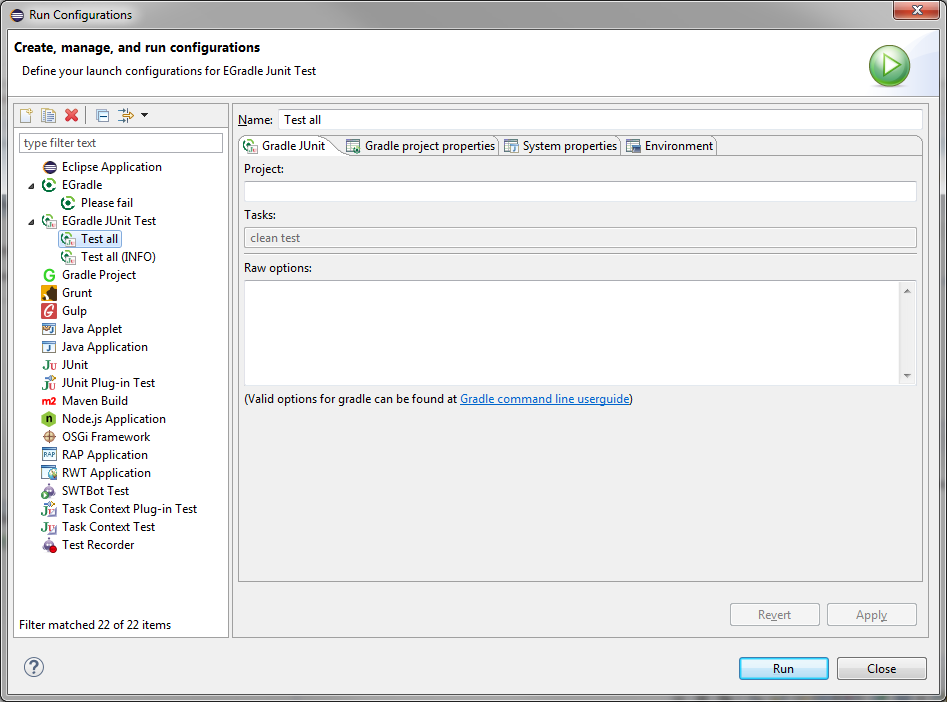 Run Configurations
Create, manage, and run configurations
Define your launch configurations for EGradle Junit Test
type filter text
Eclipse Application
EGradle
Please fail
EGradle JUnit Test
Test all
Test all (INFO)
Gradle Project
Grunt
Gulp
Java Applet
Java Application
JUnit
JUnit Plug-in Test
Maven Build
Node.js Application
OSGi Framework
RAP Application
RWT Application
SWTBot Test
Task Context Plug-in Test
Task Context Test
Test Recorder
Filter matched 22 of 22 items
Name: Test all
Gradle JUnit Gradle project properties System properties Environment
Project:
Tasks:
clean test
Raw options:
(Valid options for gradle can be found at Gradle command line userguide)
Revert Apply
Run Close